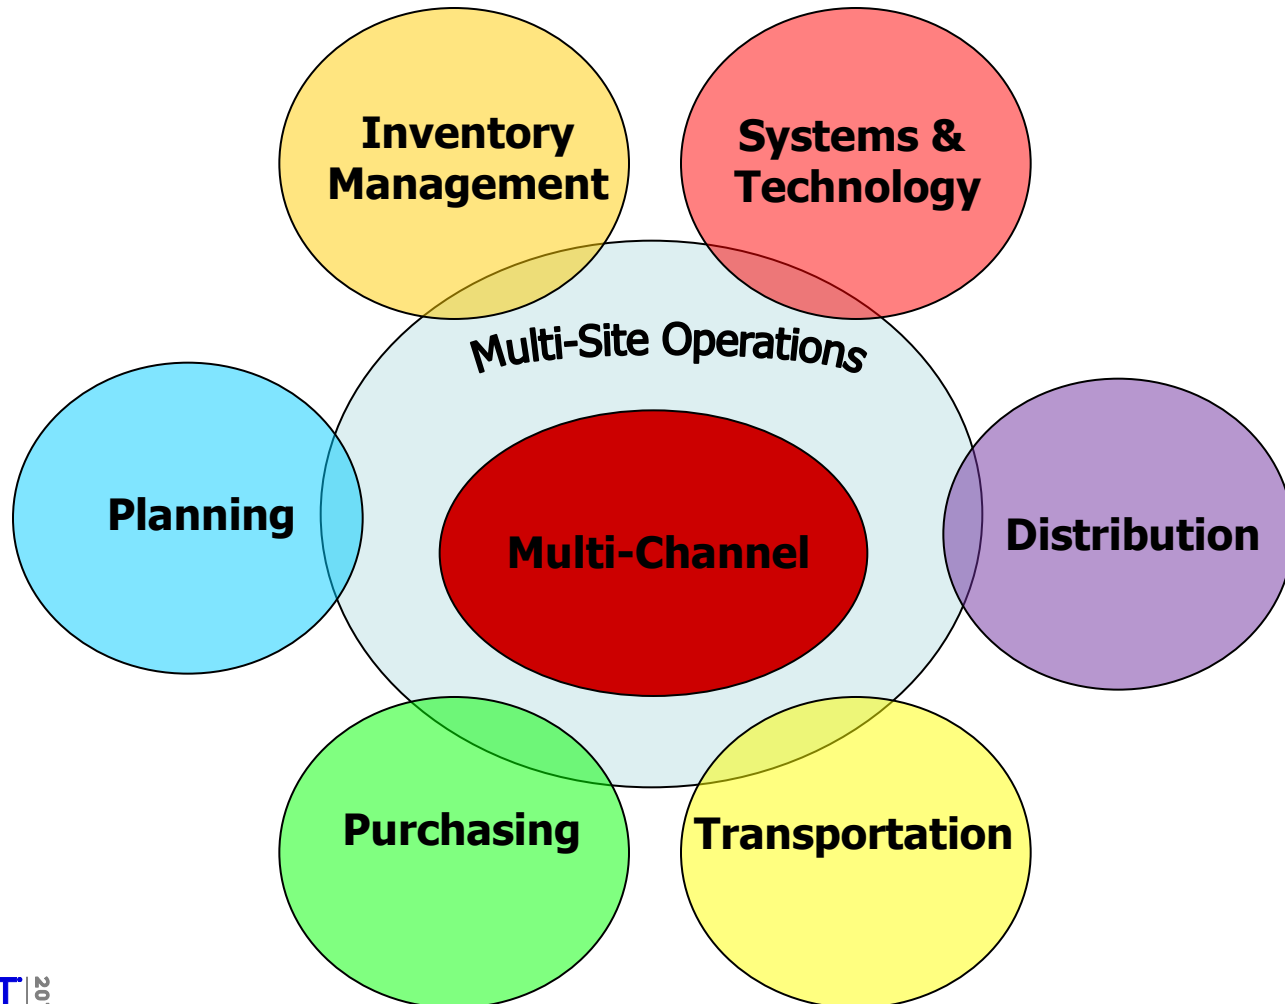 Inventory
Management
Systems &
Technology
Multi-Site Operations
Planning
Multi-Channel
Distribution
Purchasing
Transportation